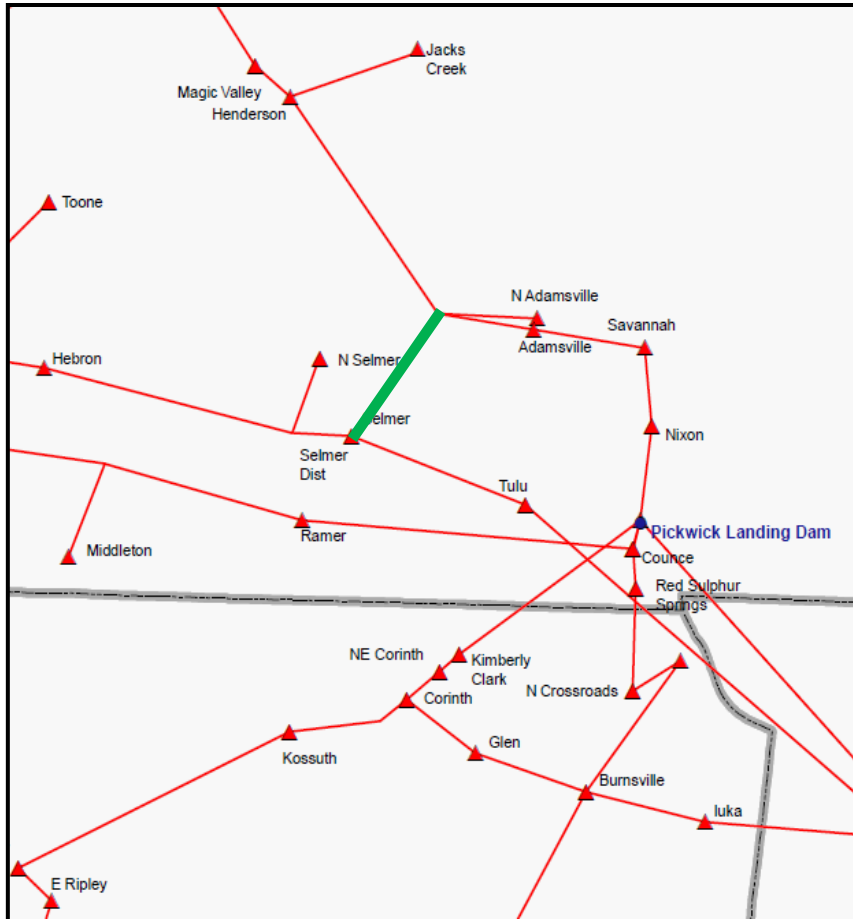 Jacks
Creek
Magic Valley
Henderson
Toone
N Adamsville
Savannah
Adamsville
Hebron
N Selmer
Selmer
Dist
Nixon
Tulu
Ramer
Pickwick Landing Dam
Middleton
Counce
Red Sulphur
Springs
NE Corinth
Kimberly
Clark
N Crossroads
Corinth
Kossuth
Glen
Burnsville
Iuka
E Ripley